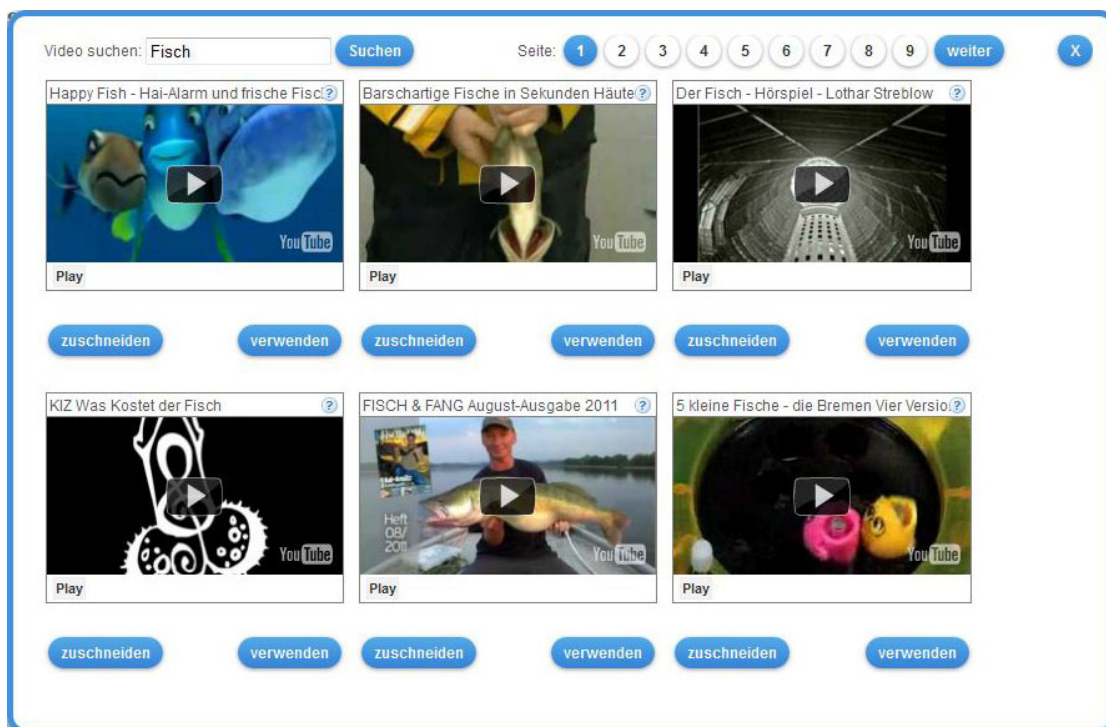 Video suchen: Fisch Suchen Seite: 1 2 3 4 5 6 7 8 9 weiter X
Happy Fish - Hai-Alarm und frische Fisc ?
Barschartige Fische in Sekunden Häute ?
Der Fisch - Hörspiel - Lothar Streblow ?
YouTube
YouTube
YouTube
Play
Play
Play
zuschneiden verwenden
zuschneiden verwenden
zuschneiden verwenden
KIZ Was Kostet der Fisch ?
FISCH & FANG August-Ausgabe 2011 ?
5 kleine Fische - die Bremen Vier Versio ?
Heft
08/
2011
YouTube
YouTube
YouTube
Play
Play
Play
zuschneiden verwenden
zuschneiden verwenden
zuschneiden verwenden